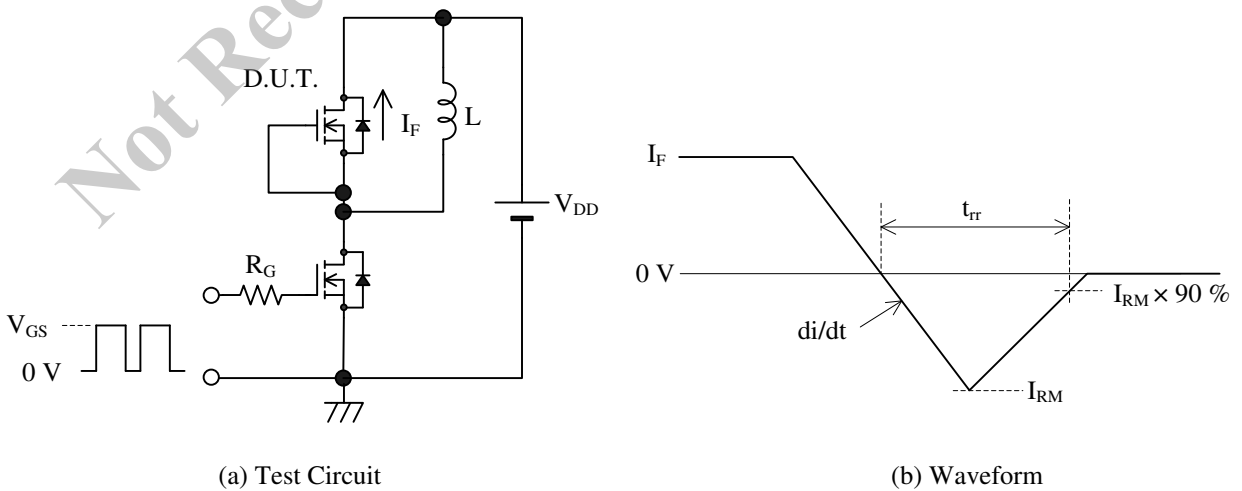 Not Rec
D.U.T.
I_F
L
V_DD
R_G
V_GS
0 V
(a) Test Circuit
I_F
t_rr
0 V
I_RM × 90 %
di/dt
I_RM
(b) Waveform